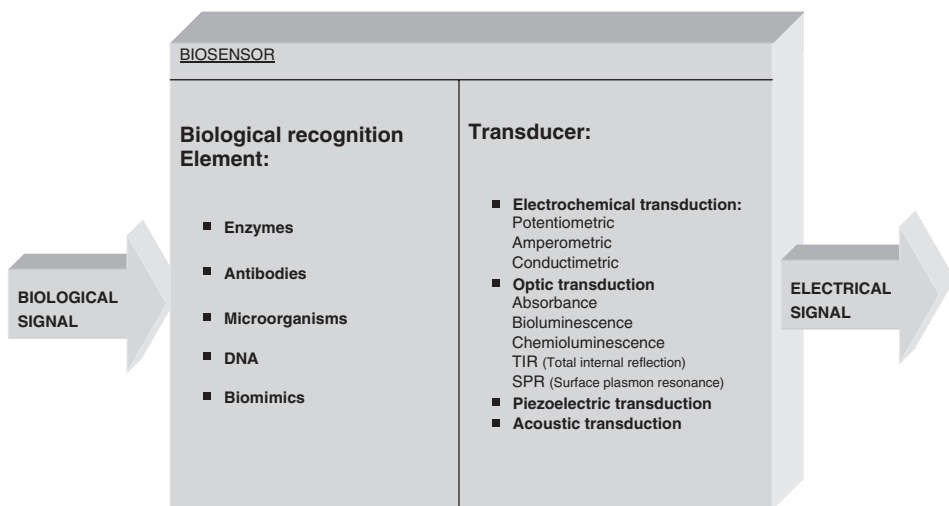 BIOSENSOR
BIOLOGICAL
SIGNAL
Biological recognition
Element:
■ Enzymes
■ Antibodies
■ Microorganisms
■ DNA
■ Biomimics
Transducer:
■ Electrochemical transduction:
Potentiometric
Amperometric
Conductimetric
■ Optic transduction
Absorbance
Bioluminescence
Chemioluminescence
TIR (Total internal reflection)
SPR (Surface plasmon resonance)
■ Piezoelectric transduction
■ Acoustic transduction
ELECTRICAL
SIGNAL